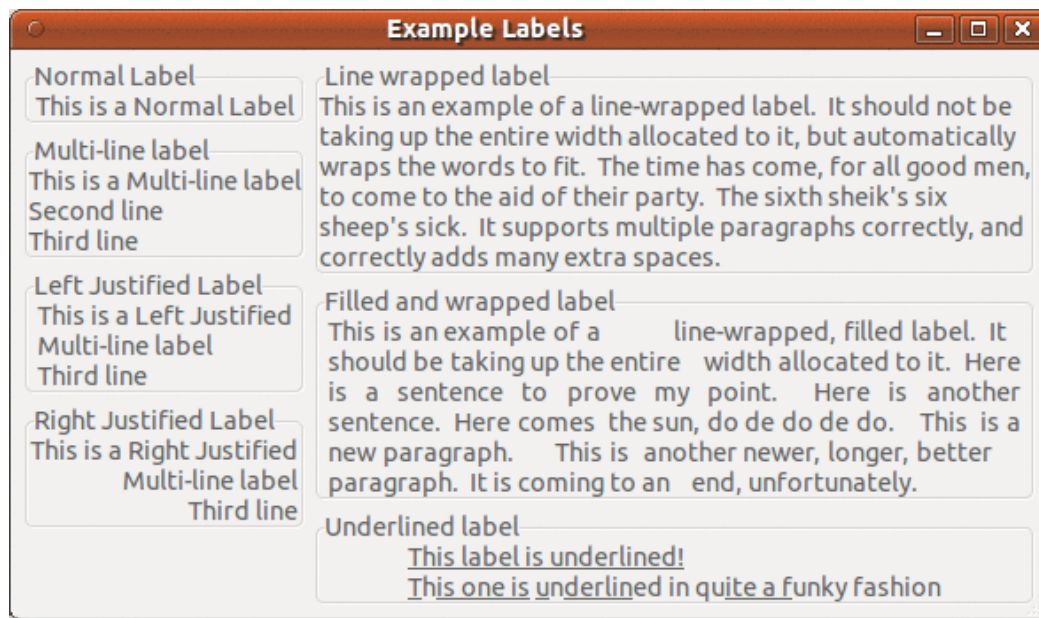 Example Labels
Normal Label
This is a Normal Label
Multi-line label
This is a Multi-line label
Second line
Third line
Left Justified Label
This is a Left Justified
Multi-line label
Third line
Right Justified Label
This is a Right Justified
Multi-line label
Third line
Line wrapped label
This is an example of a line-wrapped label.  It should not be
taking up the entire width allocated to it, but automatically
wraps the words to fit.  The time has come, for all good men,
to come to the aid of their party.  The sixth sheik's six
sheep's sick.  It supports multiple paragraphs correctly, and
correctly adds many extra spaces.
Filled and wrapped label
This is an example of a line-wrapped, filled label.  It
should be taking up the entire width allocated to it.  Here
is a sentence to prove my point. Here is another
sentence.  Here comes the sun, do de do de do. This is a
new paragraph. This is another newer, longer, better
paragraph.  It is coming to an end, unfortunately.
Underlined label
This label is underlined!
This one is underlined in quite a funky fashion